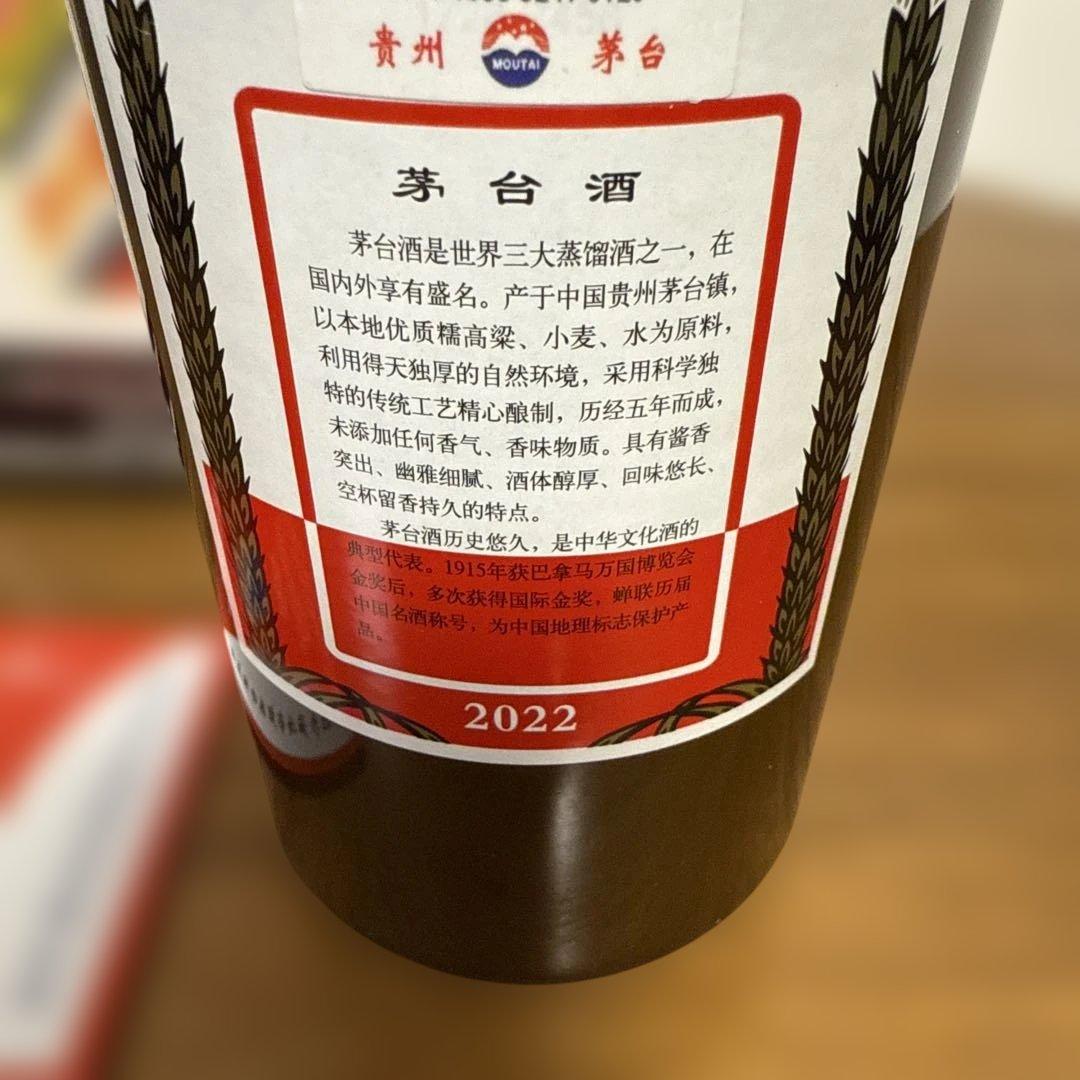 贵州 MOUTAI 茅台
茅台酒
茅台酒是世界三大蒸馏酒之一，在
国内外享有盛名。产于中国贵州茅台镇，
以本地优质糯高粱、小麦、水为原料，
利用得天独厚的自然环境，采用科学独
特的传统工艺精心酿制，历经五年而成，
未添加任何香气、香味物质。具有酱香
突出、幽雅细腻、酒体醇厚、回味悠长、
空杯留香持久的特点。
茅台酒历史悠久，是中华文化酒的
典型代表。1915年获巴拿马万国博览会
金奖后，多次获得国际金奖，蝉联历届
中国名酒称号，为中国地理标志保护产
品。
2022